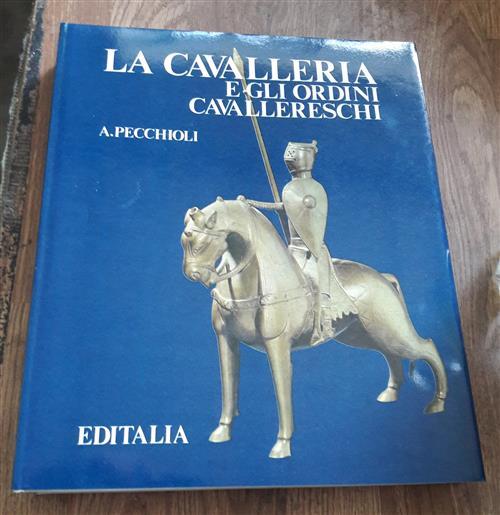 LA CAVALLERIA
E GLI ORDINI
CAVALLERESCHI
A.PECCHIOLI
EDITALIA